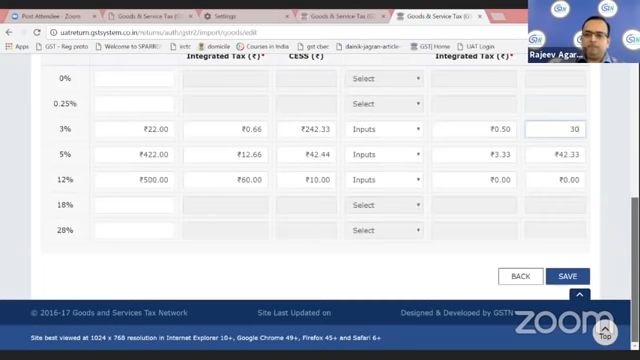 Post Attendee - Zoom
Goods & Service Tax (G
Settings
Goods & Service Tax (GS
Goods & Service Tax (GS
uatreturn.gstsystem.co.in/returns/auth/gstr2/import/goods/edit
Bookmarks
GST - Reg proto
Welcome to SPARRO
irctc
domicile
Courses in India
gst cbec
dainik-jagran-article
GSTJ Home
UAT Login
Rajeev Agar...
Integrated Tax (₹)*
CESS (₹)
Integrated Tax (₹)*
0%
Select
0.25%
Select
3% ₹22.00 ₹0.66 ₹242.33 Inputs ₹0.50 30
5% ₹422.00 ₹12.66 ₹42.44 Inputs ₹3.33 ₹42.33
12% ₹500.00 ₹60.00 ₹10.00 Inputs ₹0.00 ₹0.00
18% Select
28% Select
BACK SAVE
© 2016-17 Goods and Services Tax Network
Site Last Updated on
Designed & Developed by GSTN
zoom
Top
Site best viewed at 1024 x 768 resolution in Internet Explorer 10+, Google Chrome 49+, Firefox 45+ and Safari 6+